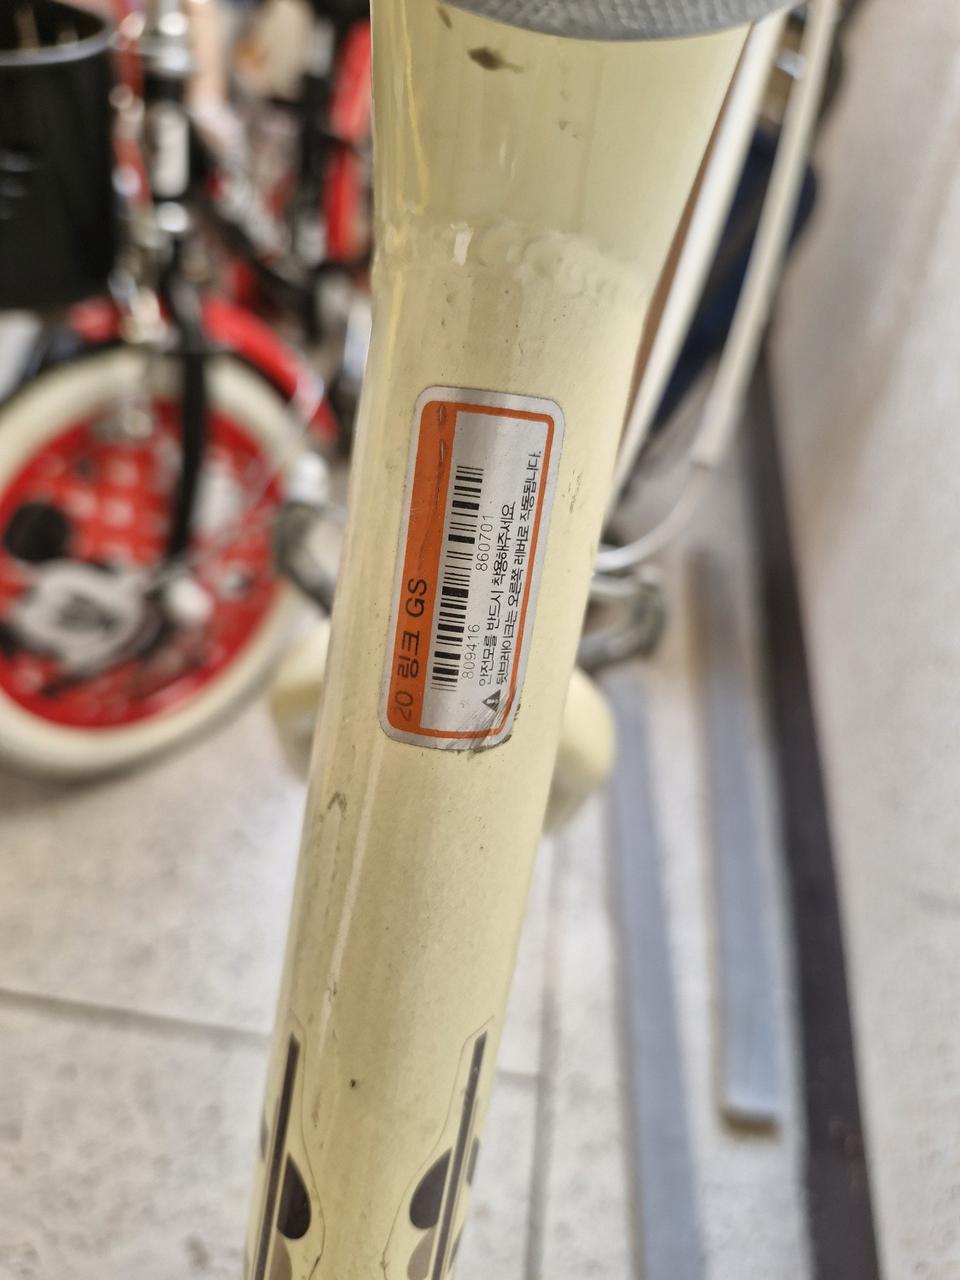 20 링크 GS
809416 860701
안전모를 반드시 착용해주세요.
뒷브레이크는 오른쪽 레버로 작동됩니다.